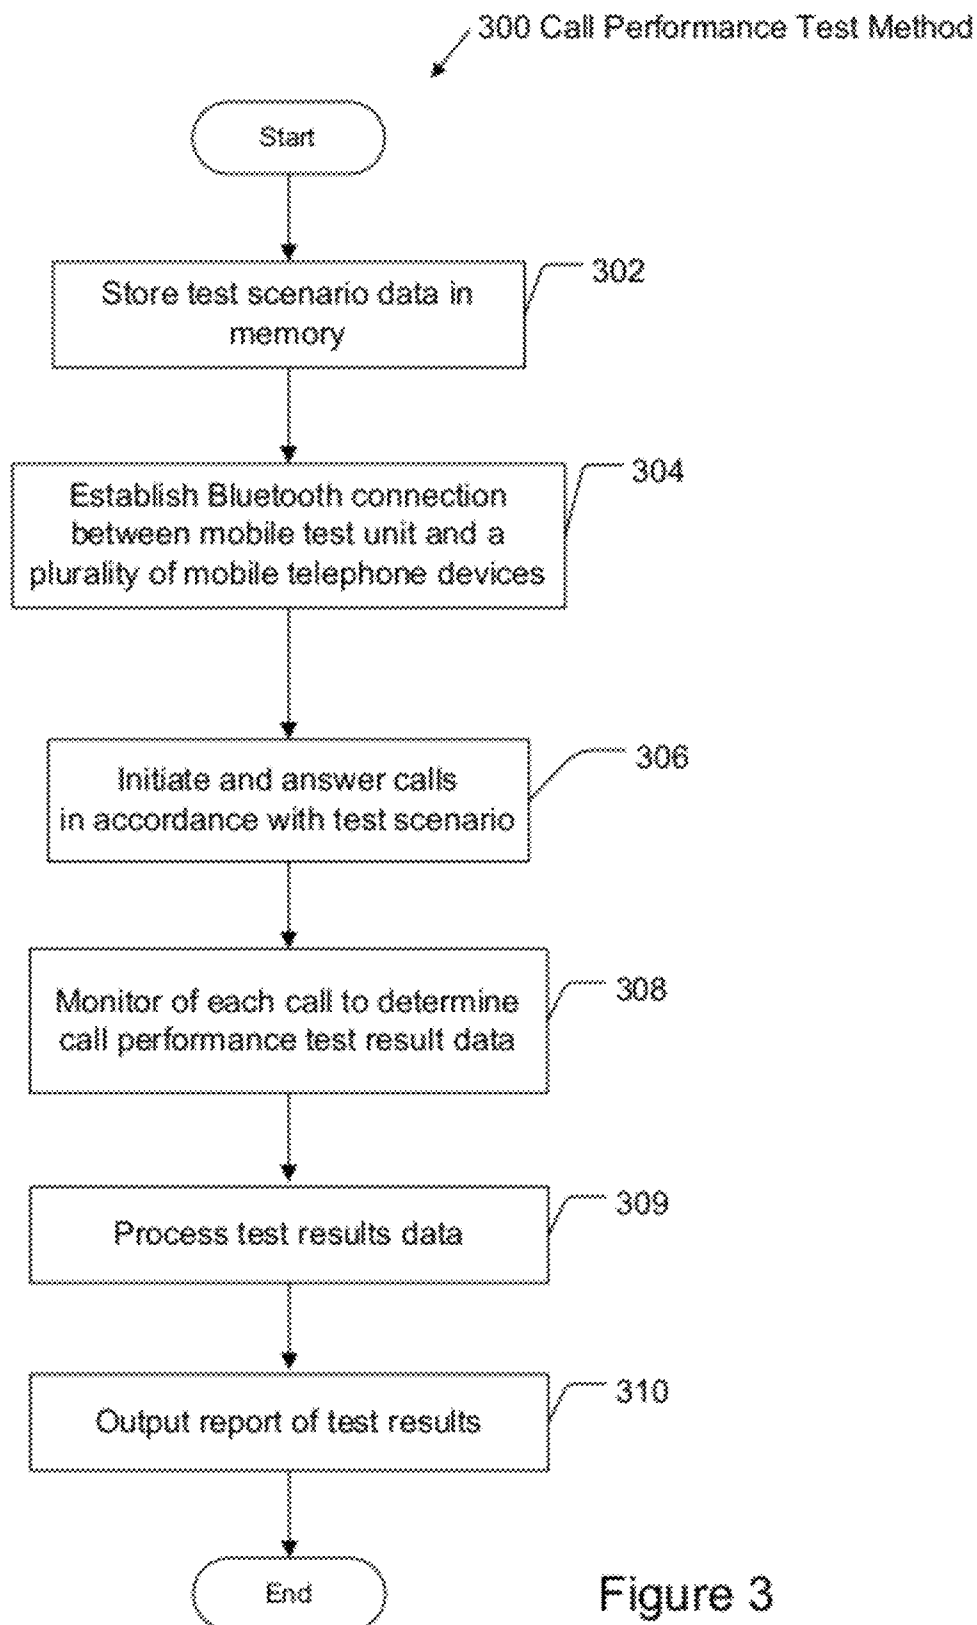 300 Call Performance Test Method
Start
Store test scenario data in
memory
302
Establish Bluetooth connection
between mobile test unit and a
plurality of mobile telephone devices
304
Initiate and answer calls
in accordance with test scenario
306
Monitor of each call to determine
call performance test result data
308
Process test results data
309
Output report of test results
310
End
Figure 3